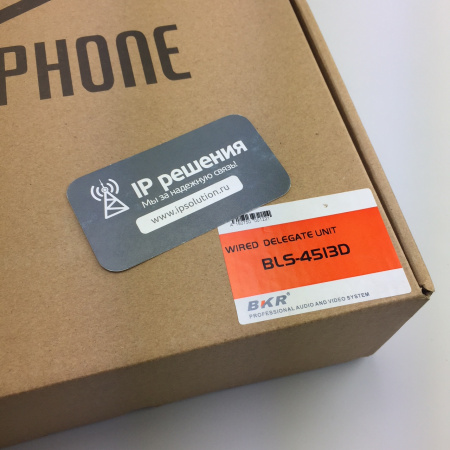 PHONE
IP решения
Мы за надежную связь!
www.ipsolution.ru
WIRED DELEGATE UNIT
BLS-4513D
BKR®
PROFESSIONAL AUDIO AND VIDEO SYSTEM